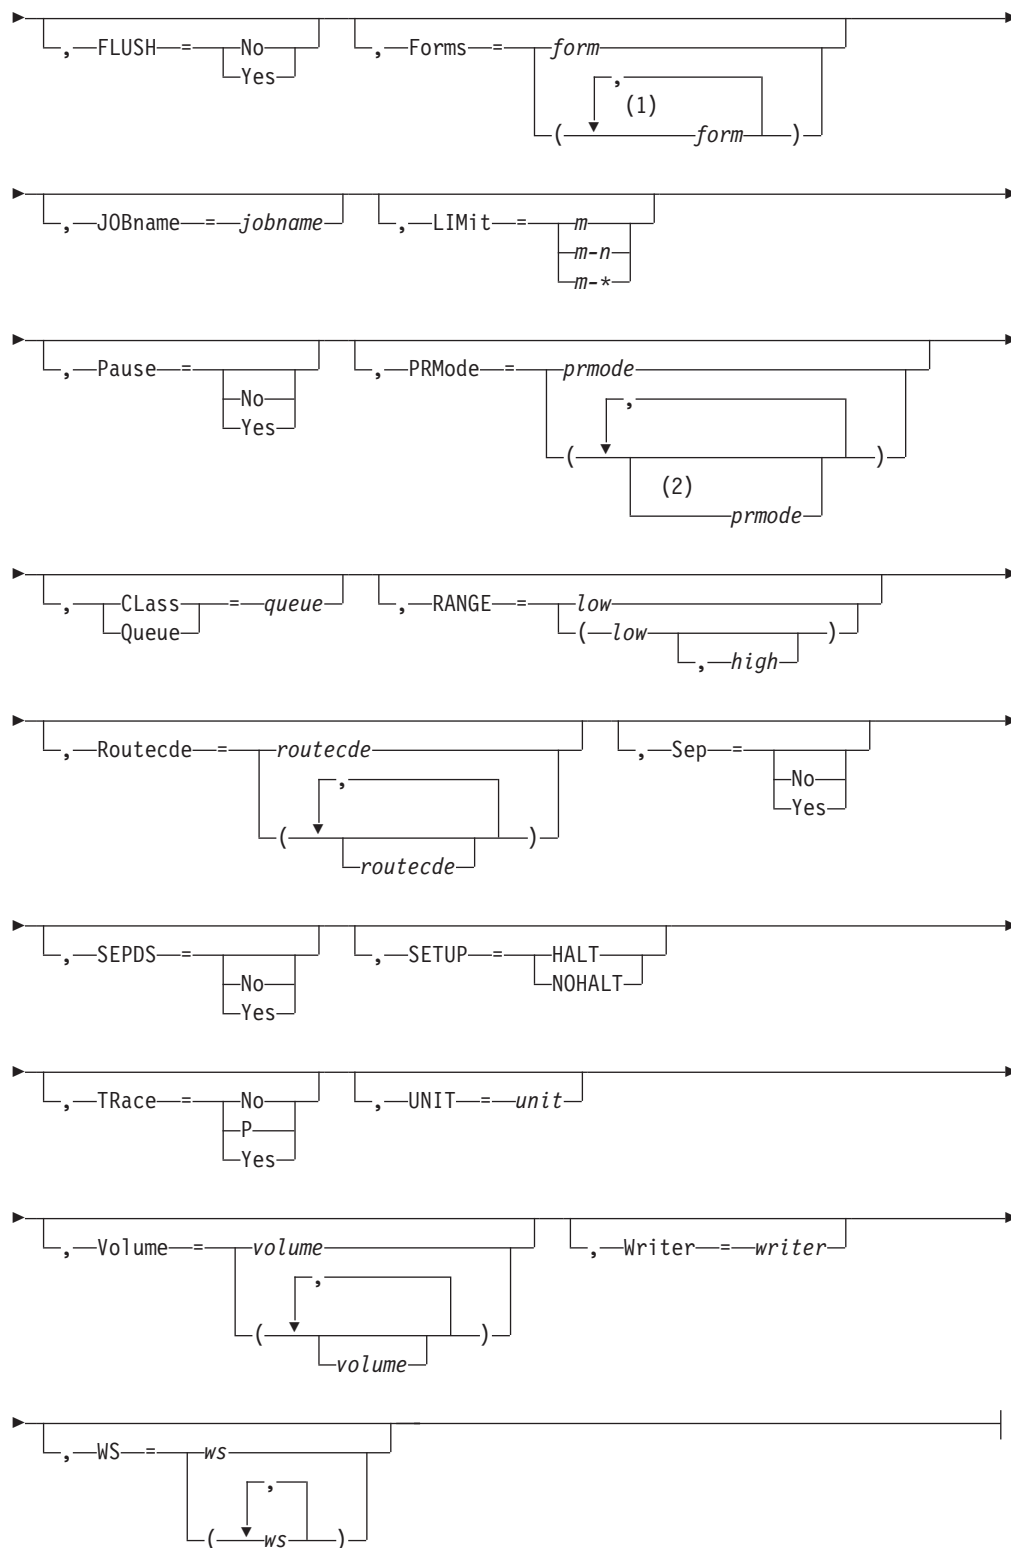 , FLUSH = No , Forms = form
Yes ,
(1)
( form )
, JOBname = jobname , LIMit = m
m-n
m-*
, Pause = , PRMode = prmode
No ,
Yes
( )
(2)
prmode
, CLass = queue , RANGE = low
Queue ( low )
, high
, Routecde = routecde , Sep =
, No
Yes
( )
routecde
, SEPDS = , SETUP = HALT
No NOHALT
Yes
, TRace = No , UNIT = unit
P
Yes
, Volume = volume , Writer = writer
,
( )
volume
, WS = ws
,
( ws )